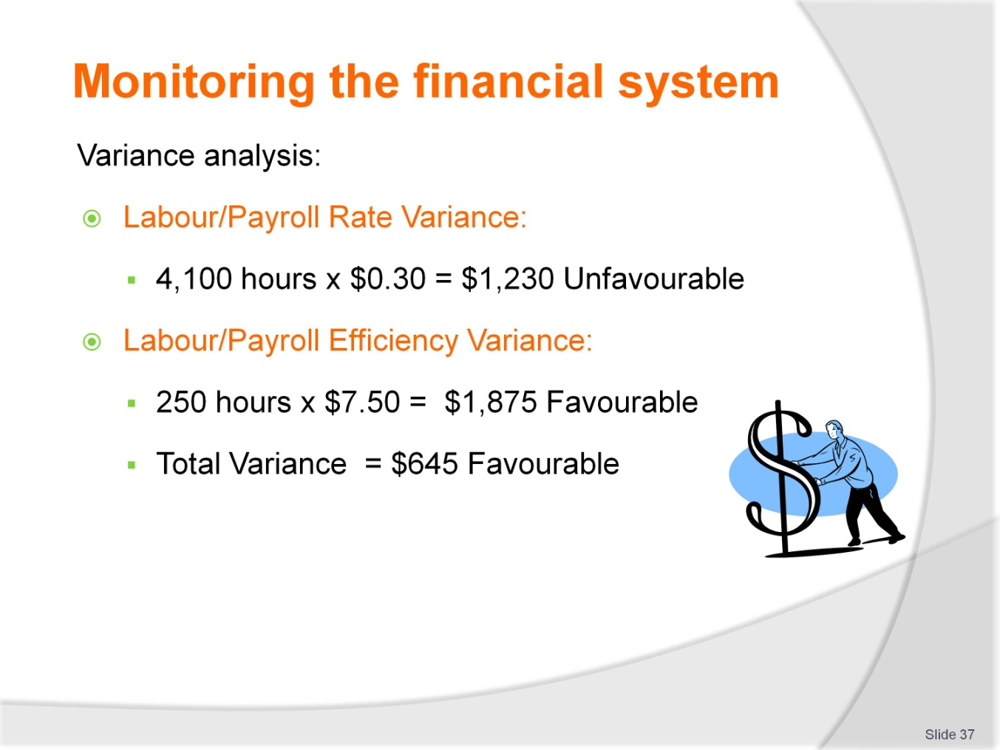 Monitoring the financial system
Variance analysis:
Labour/Payroll Rate Variance:
4,100 hours x $0.30 = $1,230 Unfavourable
Labour/Payroll Efficiency Variance:
250 hours x $7.50 =  $1,875 Favourable
Total Variance  = $645 Favourable
$
Slide 37